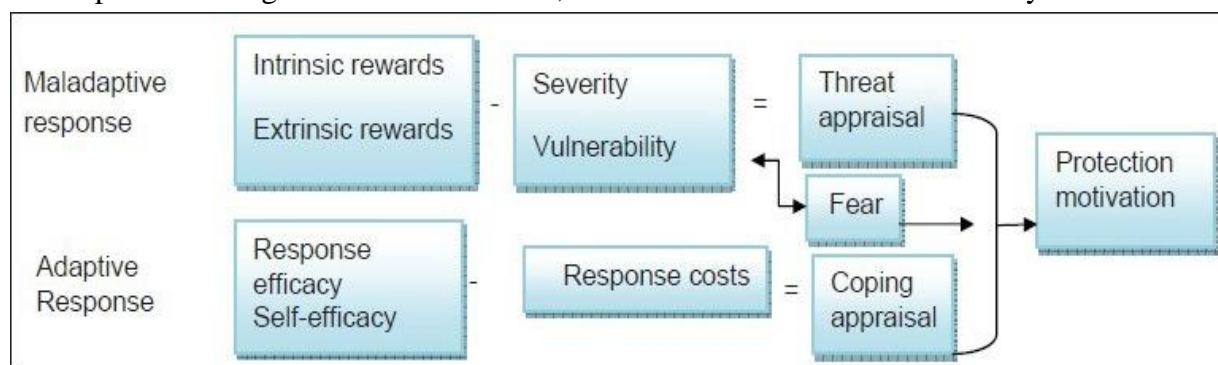 Maladaptive
response
Intrinsic rewards
Extrinsic rewards
-
Severity
Vulnerability
=
Threat
appraisal
Fear
Protection
motivation
Adaptive
Response
Response
efficacy
Self-efficacy
-
Response costs
=
Coping
appraisal